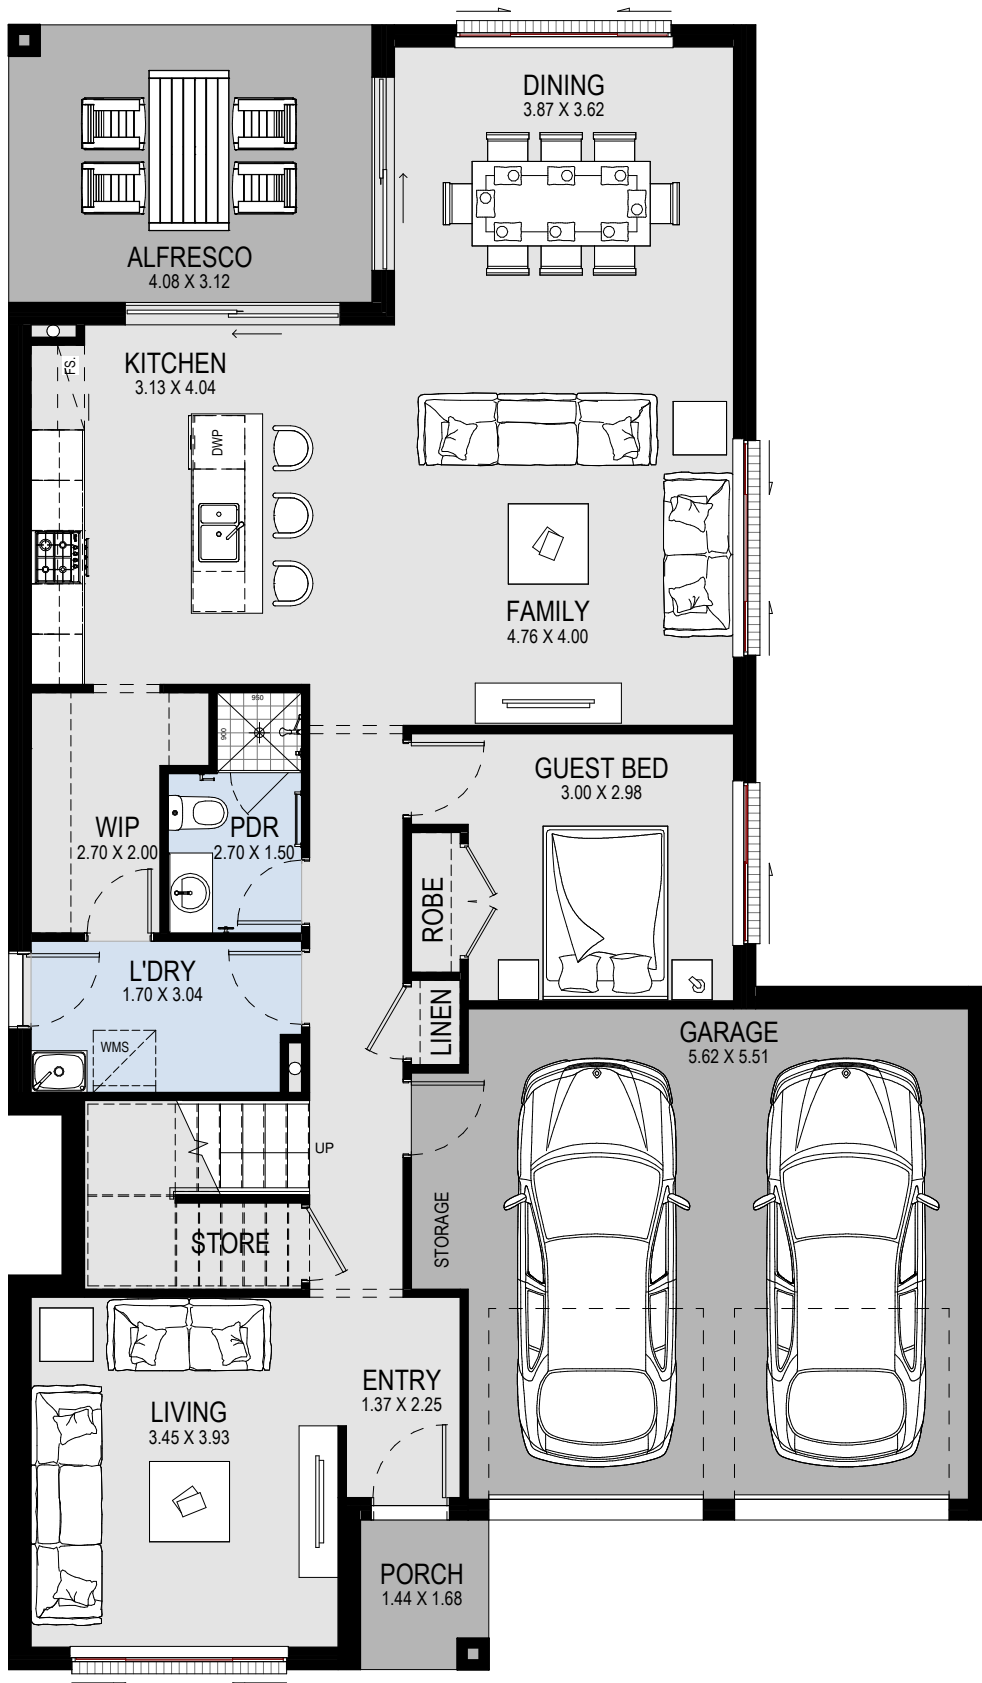 DINING
3.87 X 3.62
ALFRESCO
4.08 X 3.12
KITCHEN
3.13 X 4.04
FS.
DWP
FAMILY
4.76 X 4.00
950
900
GUEST BED
3.00 X 2.98
WIP
2.70 X 2.00
PDR
2.70 X 1.50
ROBE
L'DRY
1.70 X 3.04
WMS
LINEN
GARAGE
5.62 X 5.51
UP
STORE
STORAGE
ENTRY
1.37 X 2.25
LIVING
3.45 X 3.93
PORCH
1.44 X 1.68